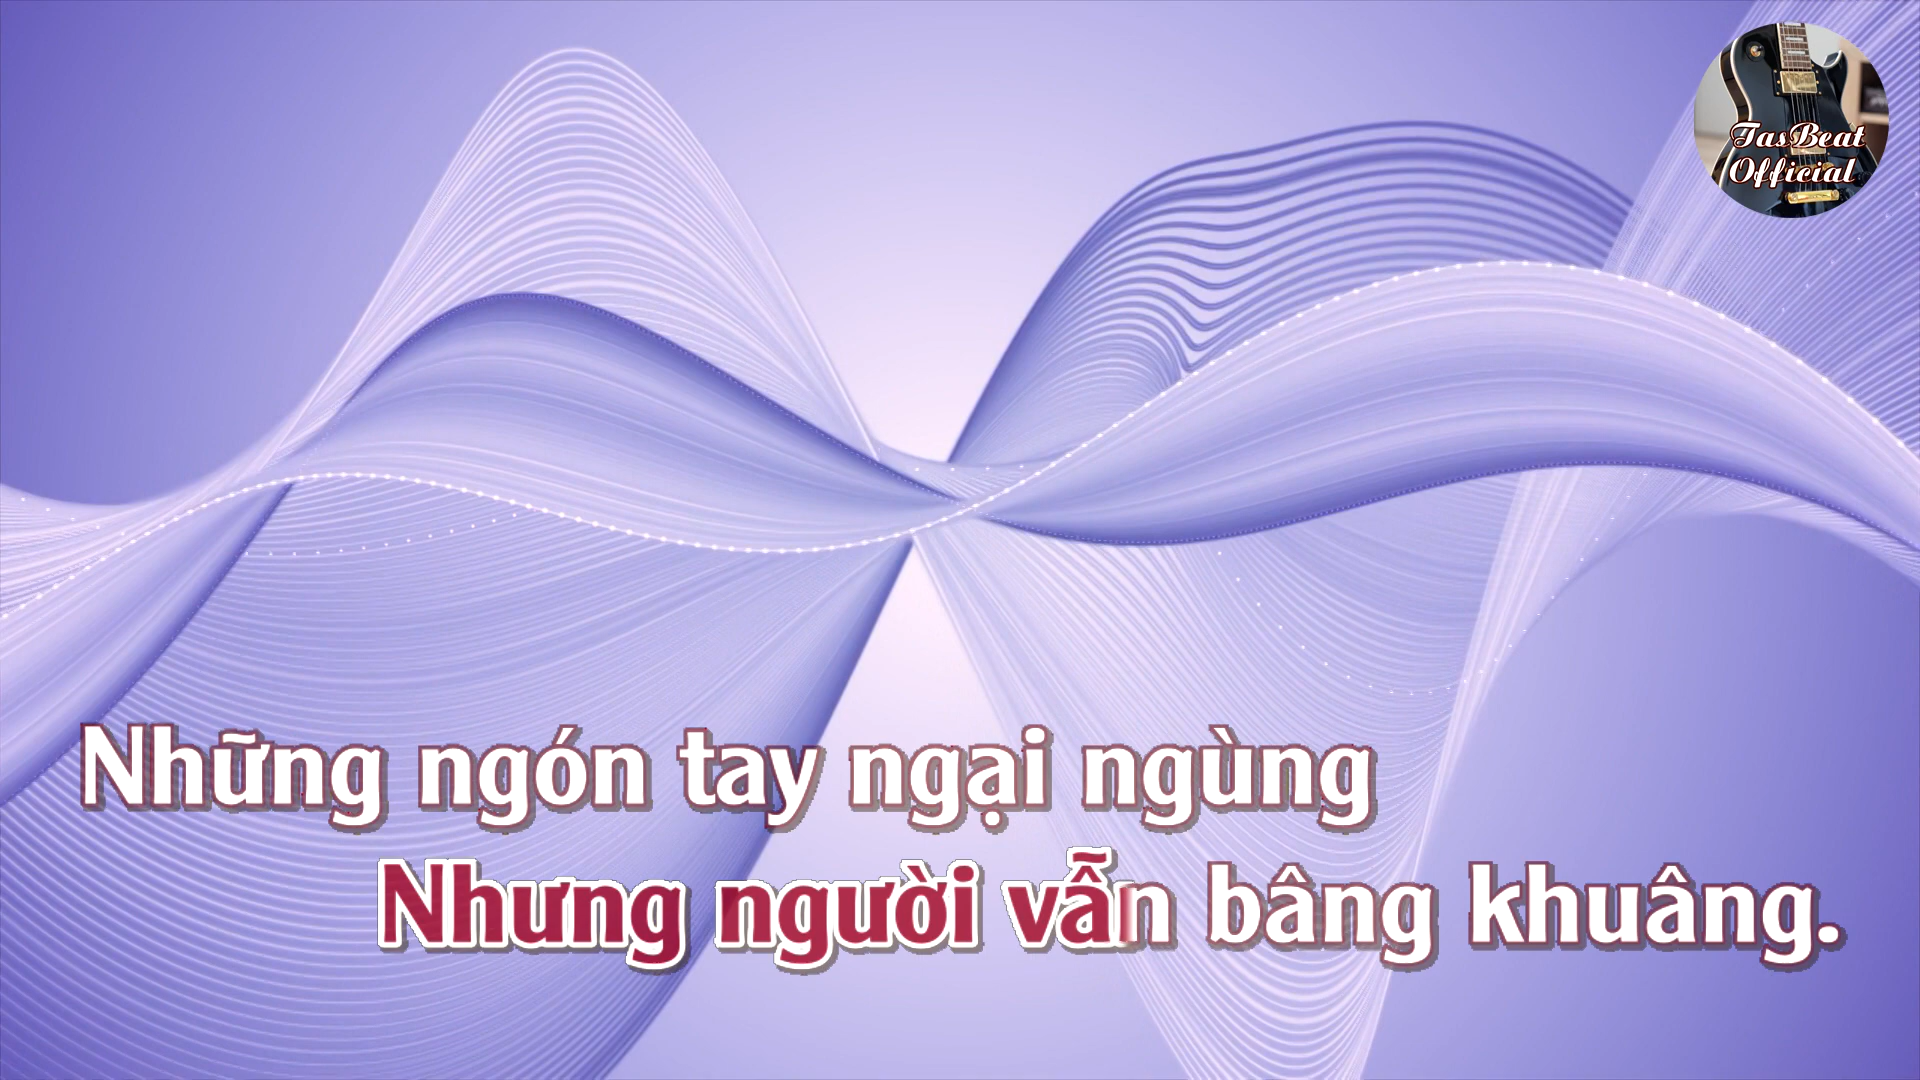 TasBeat
Official
Những ngón tay ngại ngùng
Nhưng người vẫn bâng khuâng.